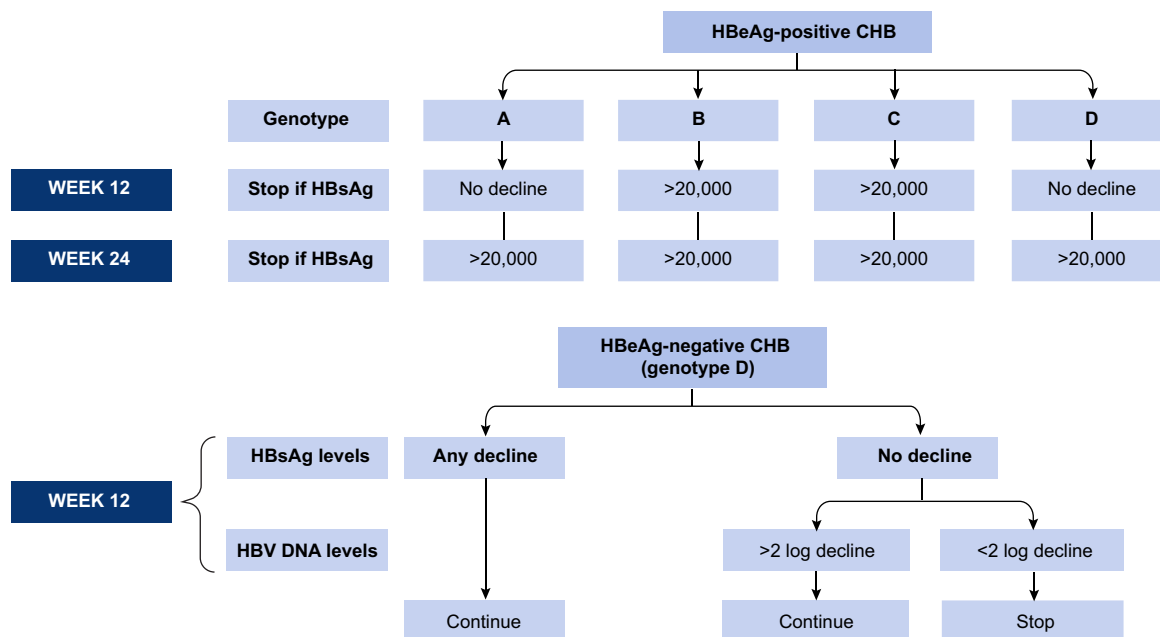 HBeAg-positive CHB
Genotype
A
B
C
D
WEEK 12
Stop if HBsAg
No decline
>20,000
>20,000
No decline
WEEK 24
Stop if HBsAg
>20,000
>20,000
>20,000
>20,000
HBeAg-negative CHB
(genotype D)
HBsAg levels
Any decline
No decline
WEEK 12
HBV DNA levels
>2 log decline
<2 log decline
Continue
Continue
Stop